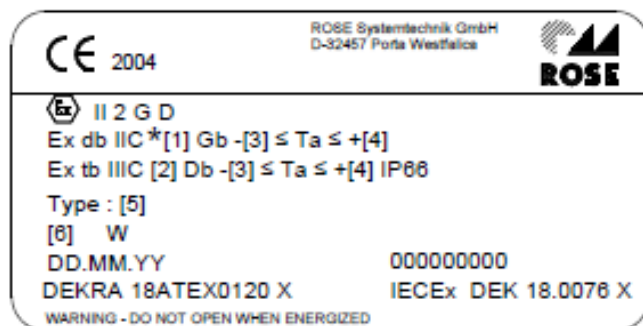 CE 2004
ROSE Systemtechnik GmbH
D-32457 Porta Westfalica
ROSE
Ex II 2 G D
Ex db IIC*[1] Gb -[3] ≤ Ta ≤ +[4]
Ex tb IIIC [2] Db -[3] ≤ Ta ≤ +[4] IP66
Type : [5]
[6] W
DD.MM.YY 000000000
DEKRA 18ATEX0120 X IECEx DEK 18.0076 X
WARNING - DO NOT OPEN WHEN ENERGIZED